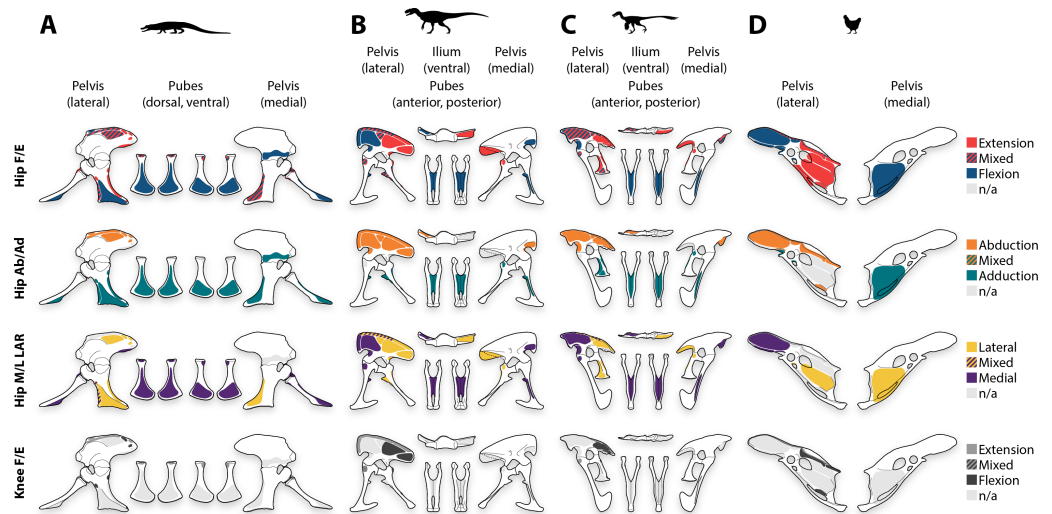 A
B
C
D
Pelvis
(lateral)
Pubes
(dorsal, ventral)
Pelvis
(medial)
Pelvis
(lateral)
Ilium
(ventral)
Pelvis
(medial)
Pubes
(anterior, posterior)
Pelvis
(lateral)
Ilium
(ventral)
Pelvis
(medial)
Pubes
(anterior, posterior)
Pelvis
(lateral)
Pelvis
(medial)
Hip F/E
Extension
Mixed
Flexion
n/a
Hip Ab/Ad
Abduction
Mixed
Adduction
n/a
Hip M/L LAR
Lateral
Mixed
Medial
n/a
Knee F/E
Extension
Mixed
Flexion
n/a